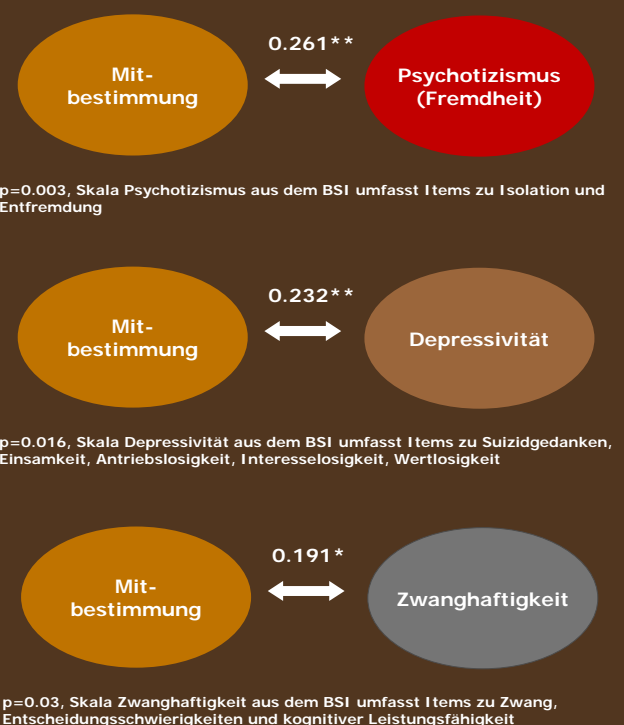 0.261**
Mit-
bestimmung
Psychotizismus
(Fremdheit)
p=0.003, Skala Psychotizismus aus dem BSI umfasst Items zu Isolation und
Entfremdung
0.232**
Mit-
bestimmung
Depressivität
p=0.016, Skala Depressivität aus dem BSI umfasst Items zu Suizidgedanken,
Einsamkeit, Antriebslosigkeit, Interesselosigkeit, Wertlosigkeit
0.191*
Mit-
bestimmung
Zwanghaftigkeit
p=0.03, Skala Zwanghaftigkeit aus dem BSI umfasst Items zu Zwang,
Entscheidungsschwierigkeiten und kognitiver Leistungsfähigkeit